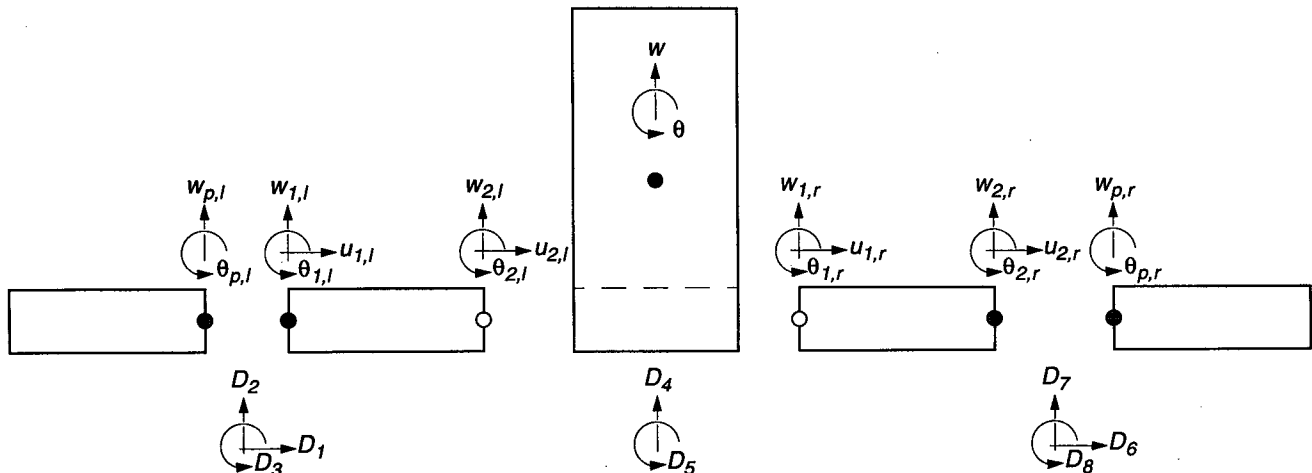 w
θ
w_{p,l} w_{1,l} w_{2,l} w_{1,r} w_{2,r} w_{p,r}
θ_{p,l} θ_{1,l} u_{1,l} θ_{2,l} u_{2,l} θ_{1,r} u_{1,r} θ_{2,r} u_{2,r} θ_{p,r}
D_2 D_4 D_7
D_3 D_1 D_5 D_8 D_6